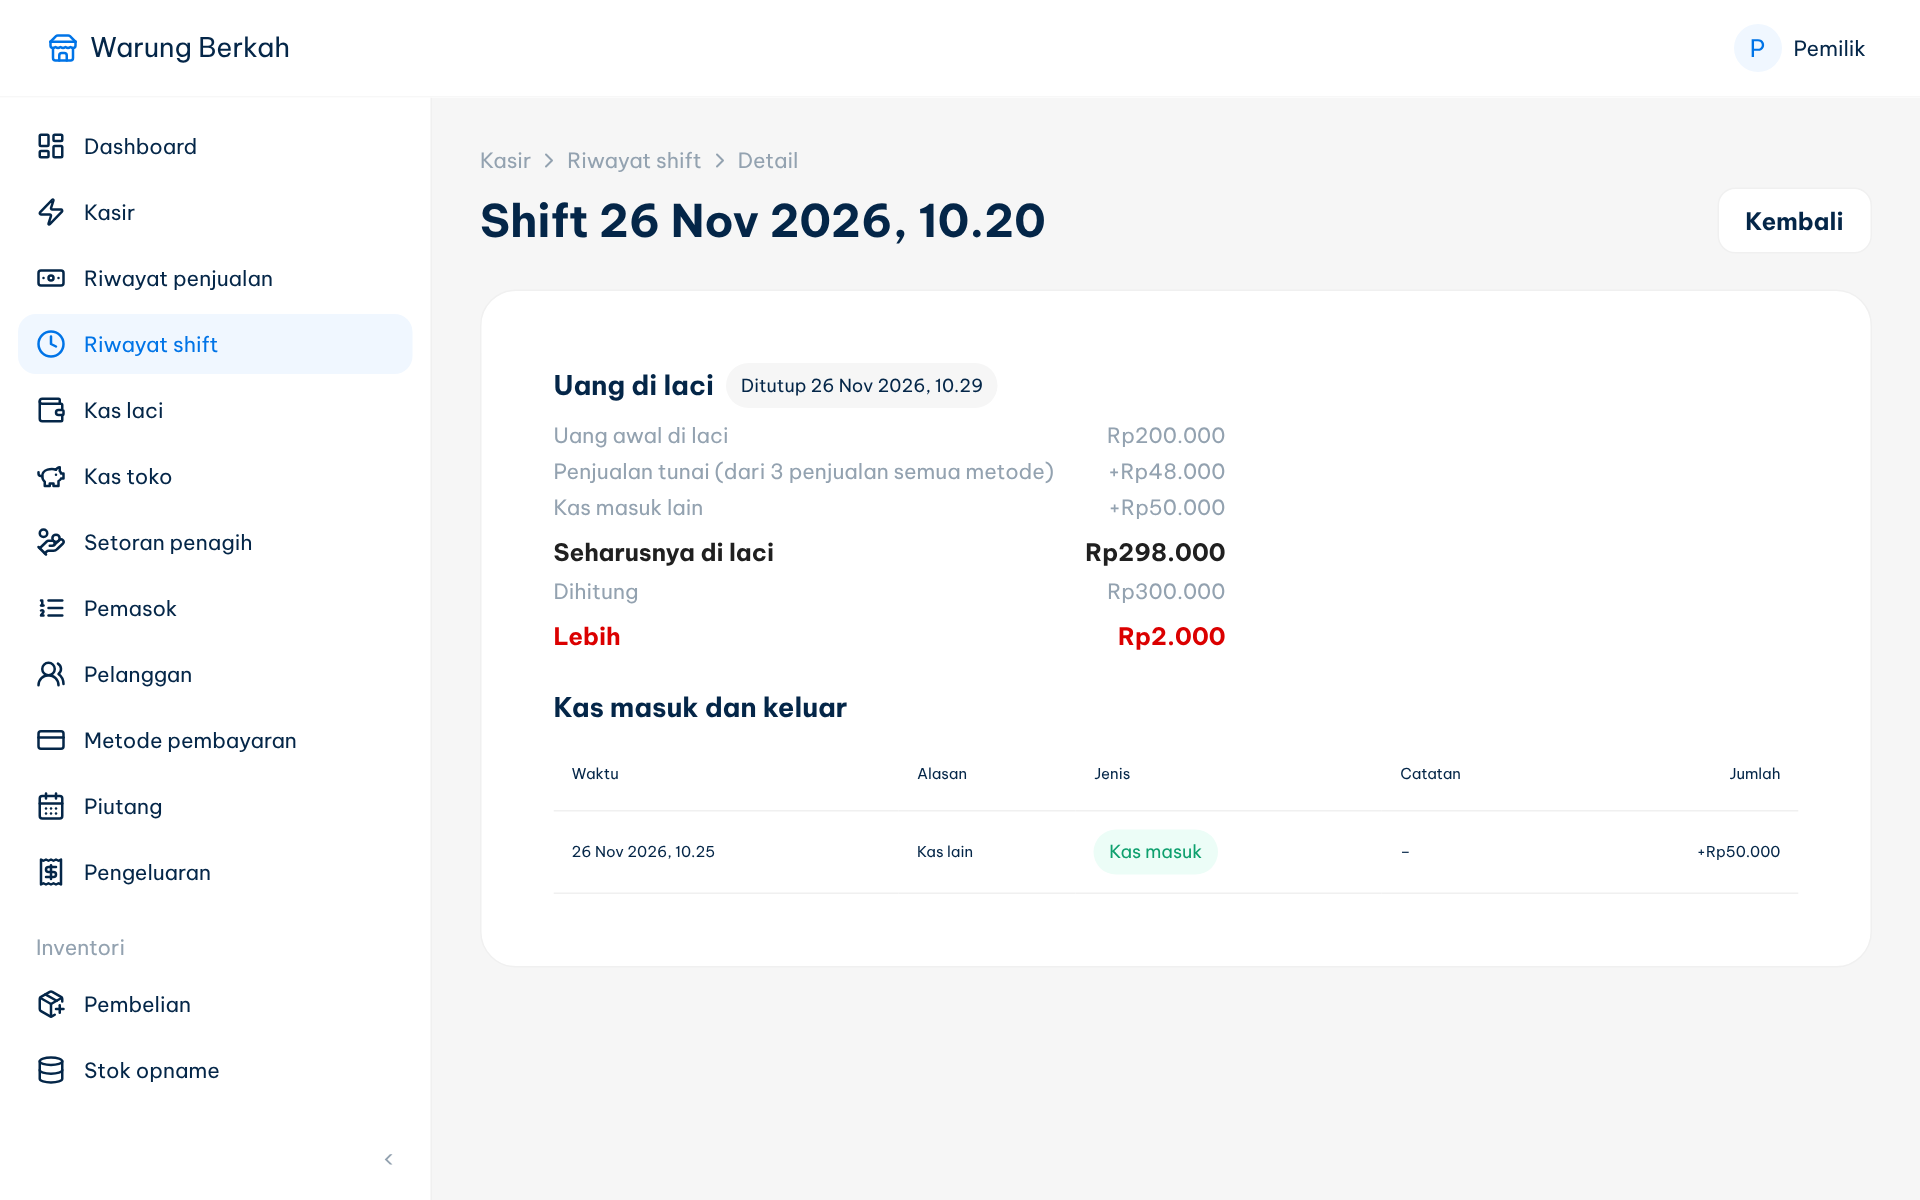 Warung Berkah
P Pemilik
Dashboard
Kasir
Riwayat penjualan
Riwayat shift
Kas laci
Kas toko
Setoran penagih
Pemasok
Pelanggan
Metode pembayaran
Piutang
Pengeluaran
Inventori
Pembelian
Stok opname
Kasir > Riwayat shift > Detail
Shift 26 Nov 2026, 10.20
Kembali
Uang di laci Ditutup 26 Nov 2026, 10.29
Uang awal di laci Rp200.000
Penjualan tunai (dari 3 penjualan semua metode) +Rp48.000
Kas masuk lain +Rp50.000
Seharusnya di laci Rp298.000
Dihitung Rp300.000
Lebih Rp2.000
Kas masuk dan keluar
Waktu Alasan Jenis Catatan Jumlah
26 Nov 2026, 10.25 Kas lain Kas masuk – +Rp50.000